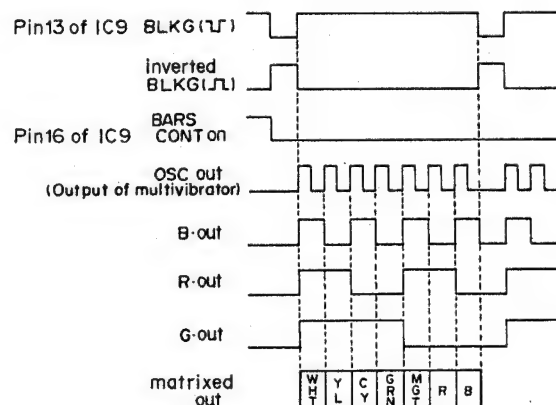 Pin13 of IC9 BLKG(⊔)
inverted
BLKG(⊓)
BARS
Pin16 of IC9 CONT on
OSC out
(Output of multivibrator)
B-out
R-out
G-out
matrixed
out
WHT YL CY GRN MGT R B